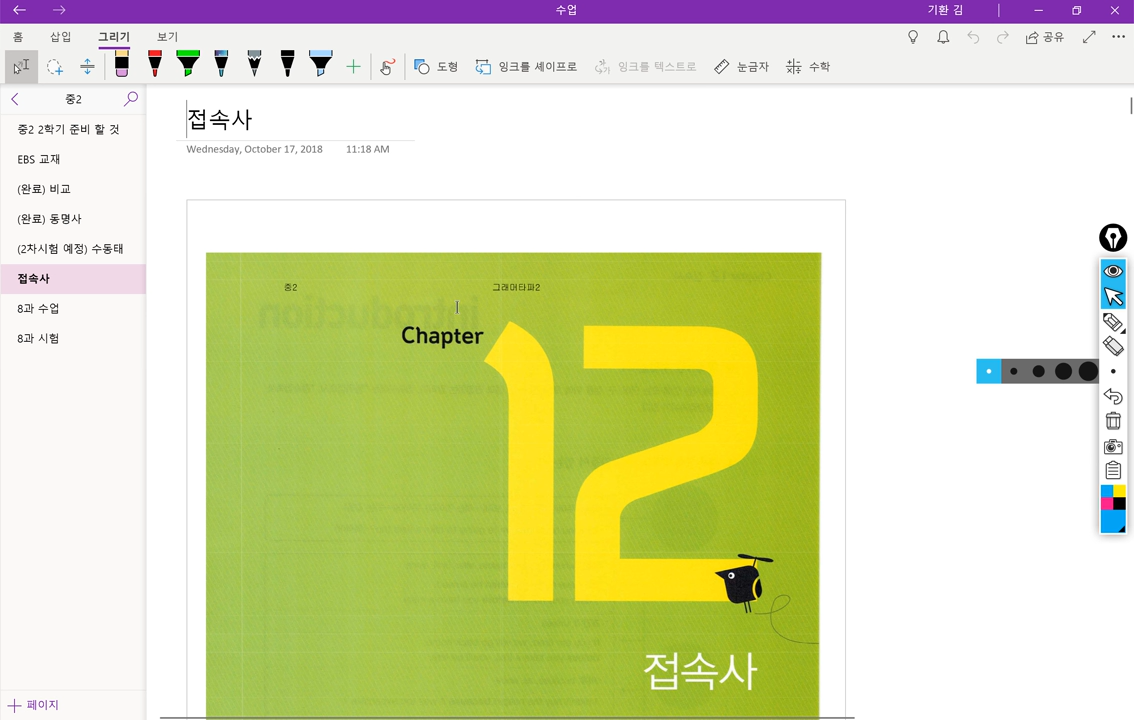 수업
기환 김
홈 삽입 그리기 보기
공유
도형 잉크를 셰이프로 잉크를 텍스트로 눈금자 수학
중2
중2 2학기 준비 할 것
EBS 교재
(완료) 비교
(완료) 동명사
(2차시험 예정) 수동태
접속사
8과 수업
8과 시험
페이지
접속사
Wednesday, October 17, 2018 11:18 AM
중2 그래머타파2
introduction
Chapter
12
접속사